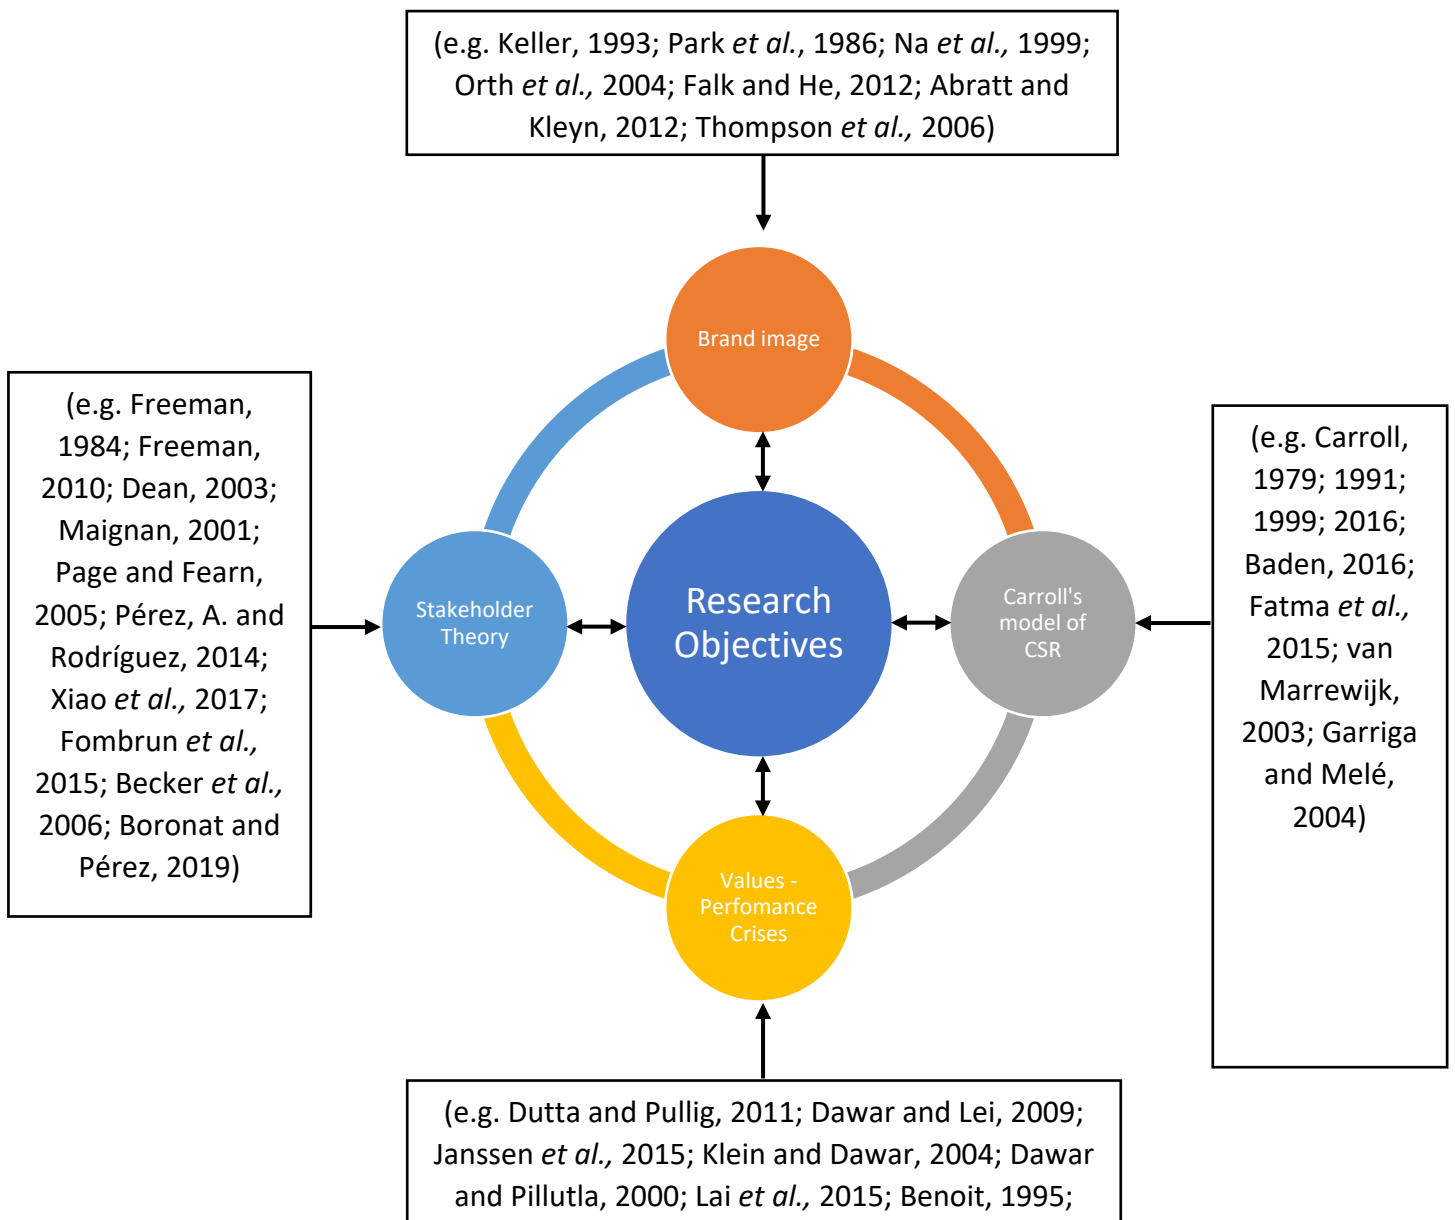 (e.g. Keller, 1993; Park et al., 1986; Na et al., 1999;
Orth et al., 2004; Falk and He, 2012; Abratt and
Kleyn, 2012; Thompson et al., 2006)
Brand image
(e.g. Freeman,
1984; Freeman,
2010; Dean, 2003;
Maignan, 2001;
Page and Fearn,
2005; Pérez, A. and
Rodríguez, 2014;
Xiao et al., 2017;
Fombrun et al.,
2015; Becker et al.,
2006; Boronat and
Pérez, 2019)
Stakeholder
Theory
Research
Objectives
Carroll's
model of
CSR
(e.g. Carroll,
1979; 1991;
1999; 2016;
Baden, 2016;
Fatma et al.,
2015; van
Marrewijk,
2003; Garriga
and Melé,
2004)
Values -
Perfomance
Crises
(e.g. Dutta and Pullig, 2011; Dawar and Lei, 2009;
Janssen et al., 2015; Klein and Dawar, 2004; Dawar
and Pillutla, 2000; Lai et al., 2015; Benoit, 1995;